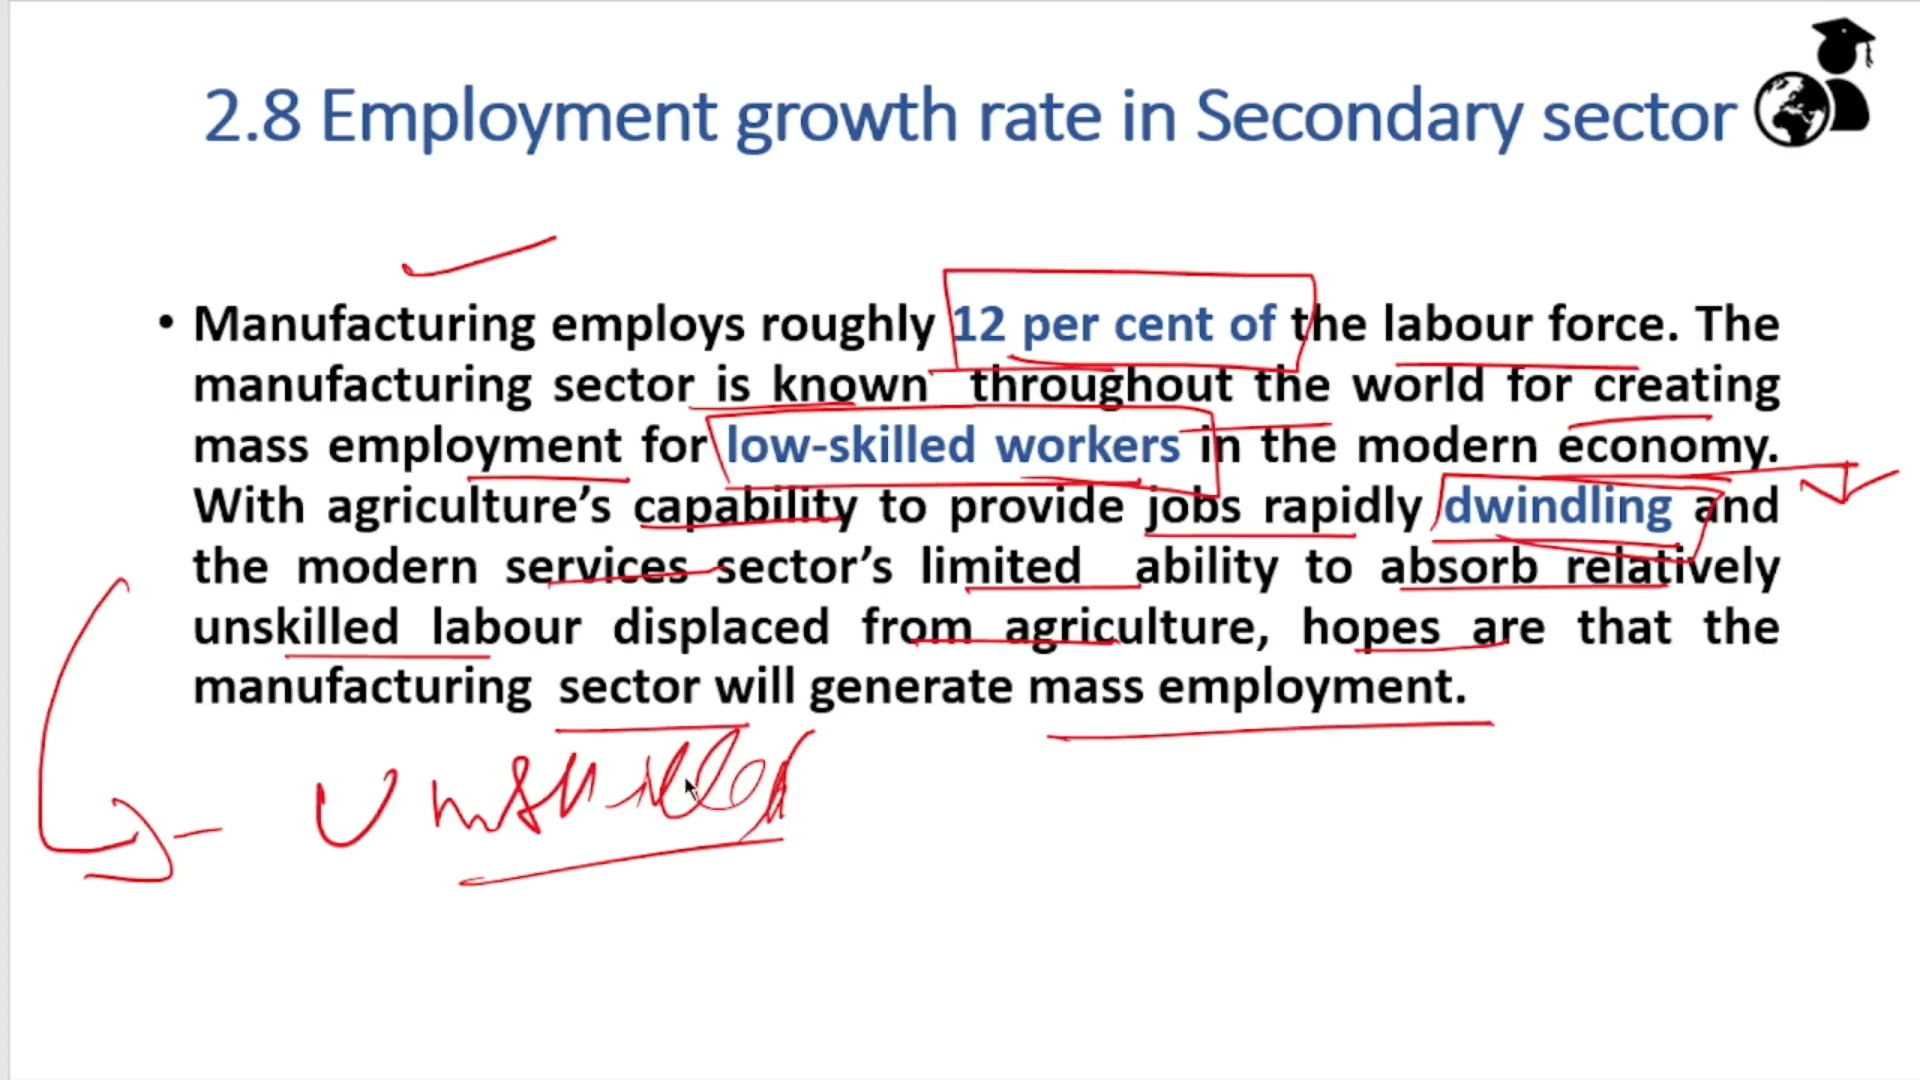 2.8 Employment growth rate in Secondary sector
• Manufacturing employs roughly 12 per cent of the labour force. The
manufacturing sector is known throughout the world for creating
mass employment for low-skilled workers in the modern economy.
With agriculture’s capability to provide jobs rapidly dwindling and
the modern services sector’s limited ability to absorb relatively
unskilled labour displaced from agriculture, hopes are that the
manufacturing sector will generate mass employment.
Unskilled